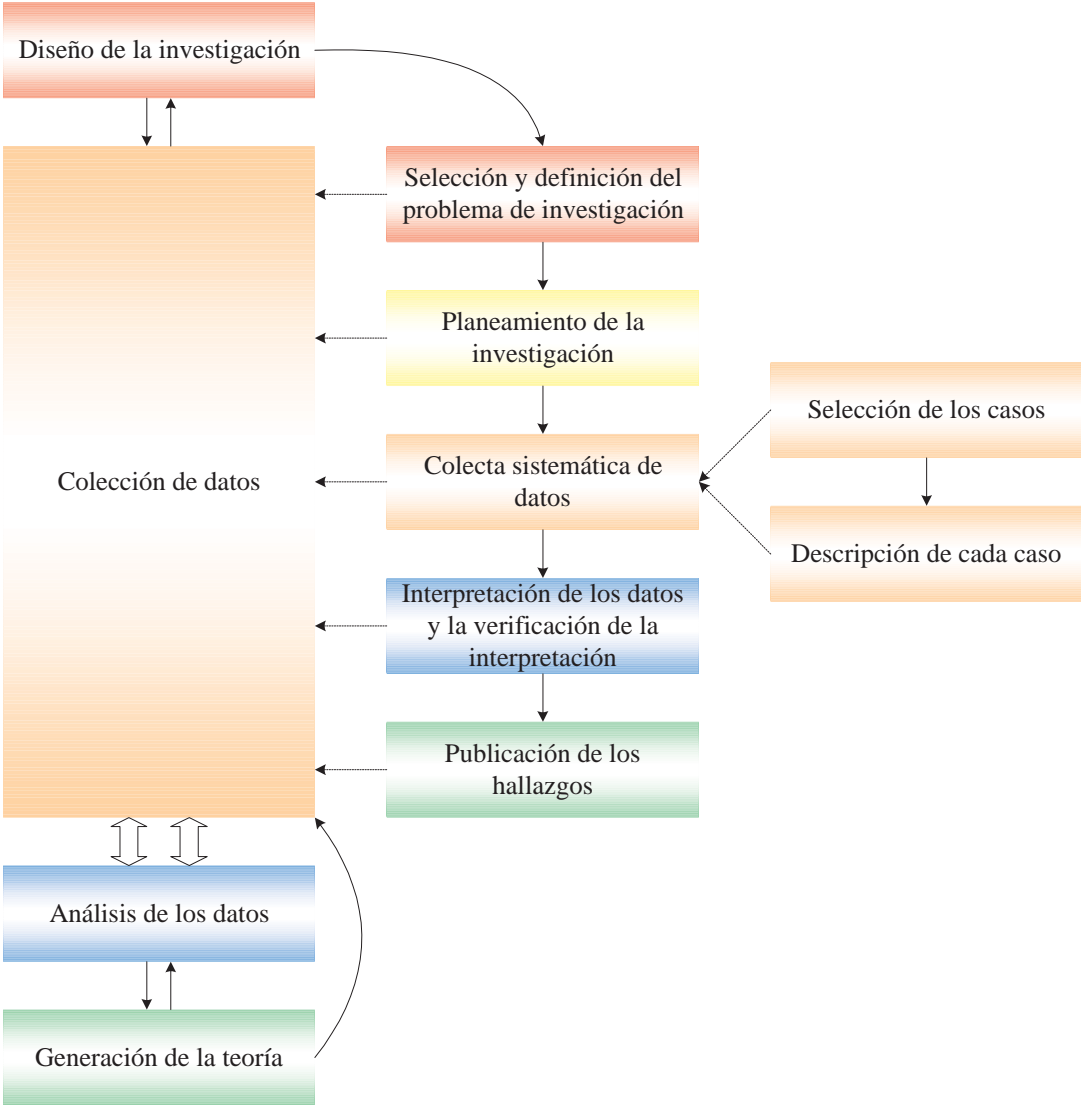 Diseño de la investigación
Selección y definición del
problema de investigación
Planeamiento de la
investigación
Selección de los casos
Colección de datos
Colecta sistemática de
datos
Descripción de cada caso
Interpretación de los datos
y la verificación de la
interpretación
Publicación de los
hallazgos
Análisis de los datos
Generación de la teoría